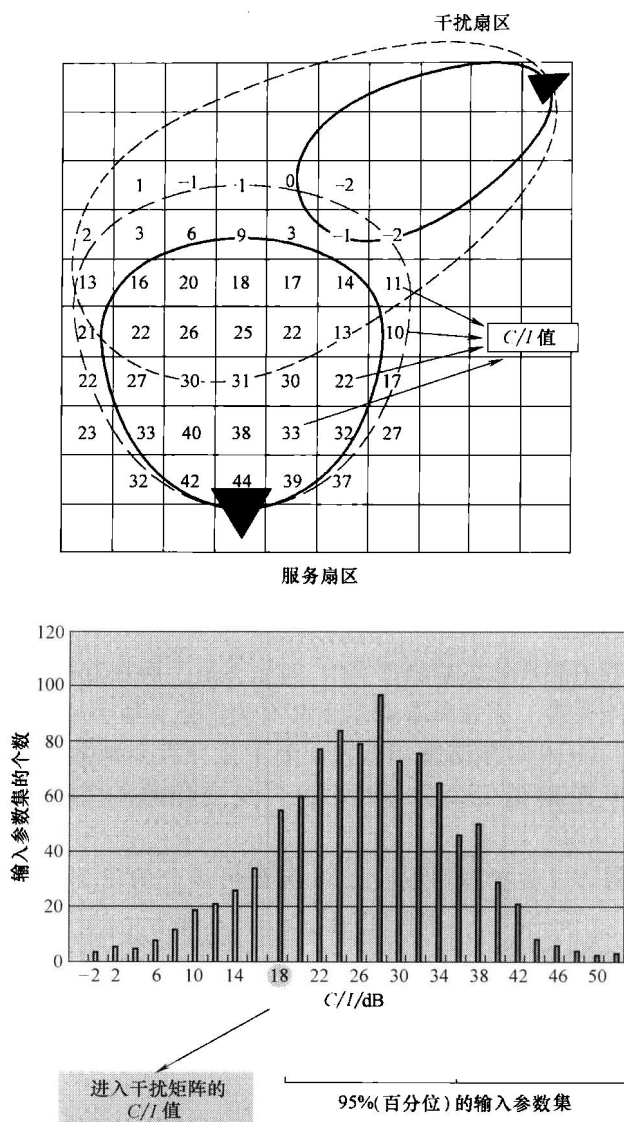 干扰扇区
1 -1 -1 0 -2
2 3 6 9 3 -1 -2
13 16 20 18 17 14 11
21 22 26 25 22 13 10
C/I 值
22 27 30 31 30 22 17
23 33 40 38 33 32 27
32 42 44 39 37
服务扇区
120
100
80
60
40
20
0
输入参数集的个数
-2 2 6 10 14 18 22 26 30 34 38 42 46 50
C/I/dB
进入干扰矩阵的
C/I 值
95%(百分位)的输入参数集